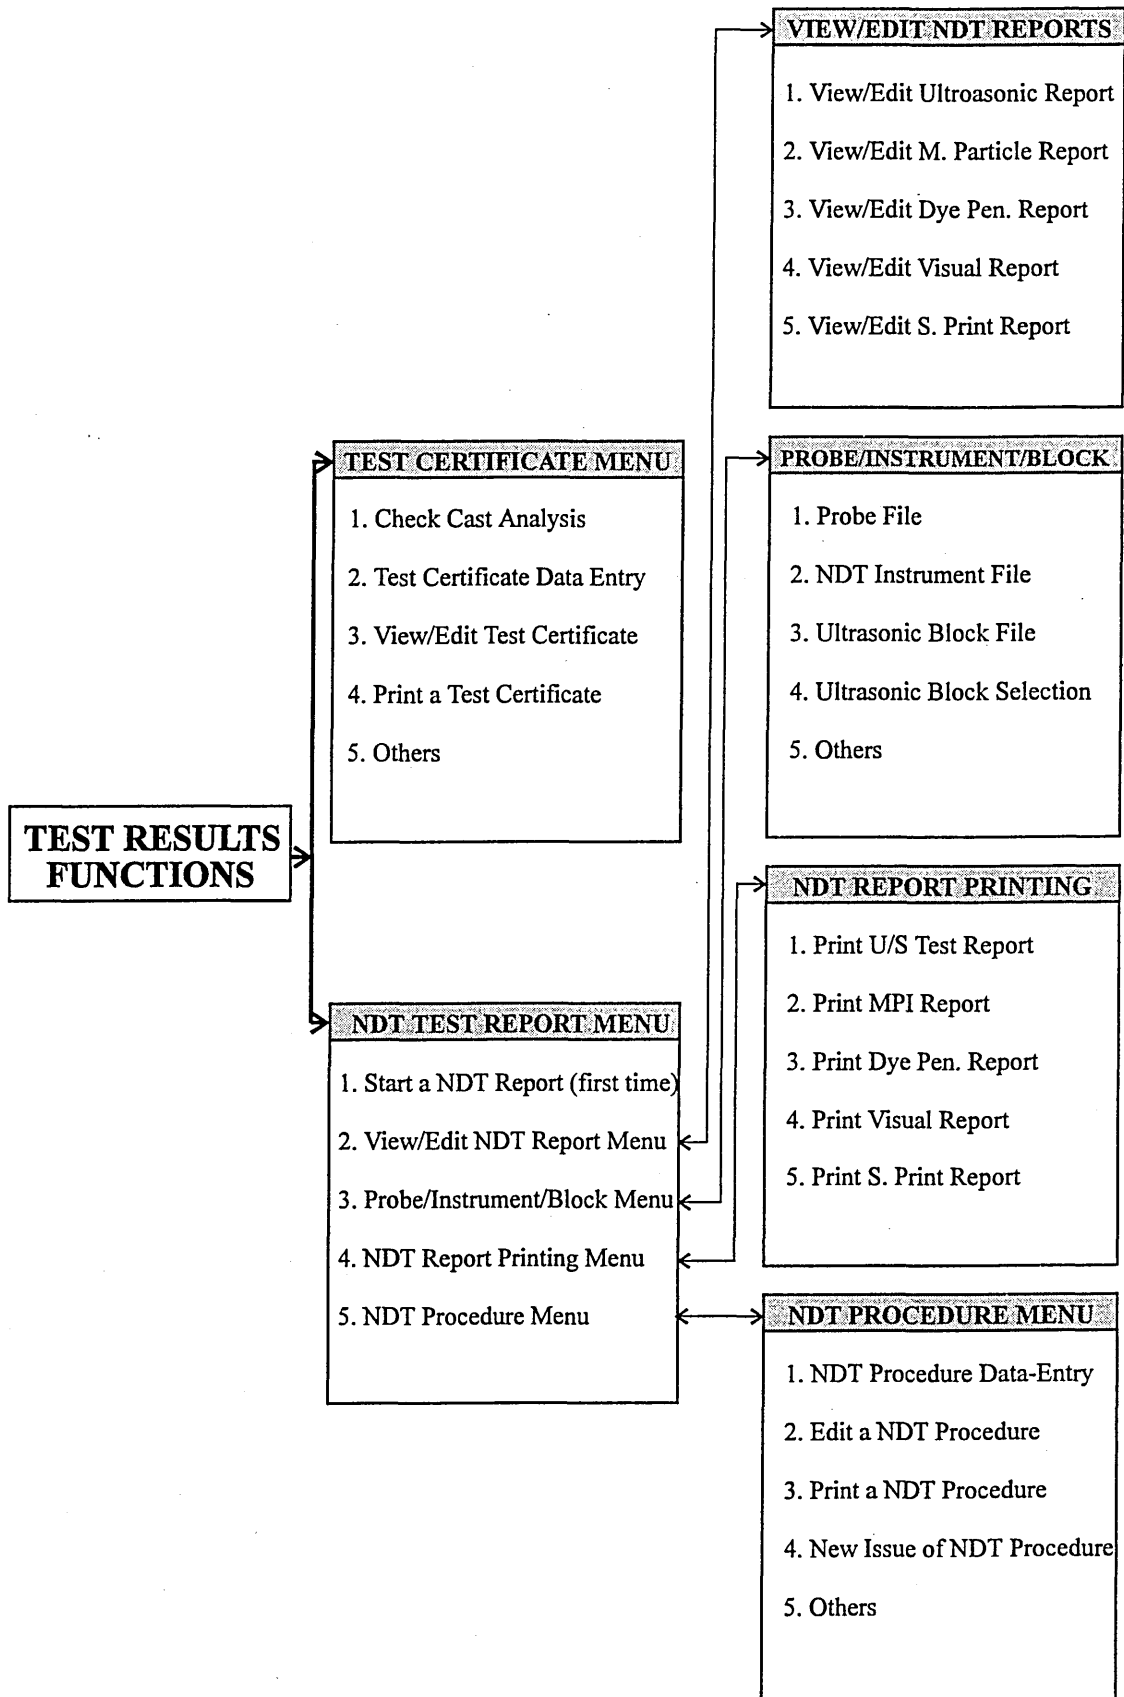 VIEW/EDIT NDT REPORTS
1. View/Edit Ultroasonic Report
2. View/Edit M. Particle Report
3. View/Edit Dye Pen. Report
4. View/Edit Visual Report
5. View/Edit S. Print Report
TEST CERTIFICATE MENU
1. Check Cast Analysis
2. Test Certificate Data Entry
3. View/Edit Test Certificate
4. Print a Test Certificate
5. Others
PROBE/INSTRUMENT/BLOCK
1. Probe File
2. NDT Instrument File
3. Ultrasonic Block File
4. Ultrasonic Block Selection
5. Others
TEST RESULTS
FUNCTIONS
NDT REPORT PRINTING
1. Print U/S Test Report
2. Print MPI Report
3. Print Dye Pen. Report
4. Print Visual Report
5. Print S. Print Report
NDT TEST REPORT MENU
1. Start a NDT Report (first time)
2. View/Edit NDT Report Menu
3. Probe/Instrument/Block Menu
4. NDT Report Printing Menu
5. NDT Procedure Menu
NDT PROCEDURE MENU
1. NDT Procedure Data-Entry
2. Edit a NDT Procedure
3. Print a NDT Procedure
4. New Issue of NDT Procedure
5. Others